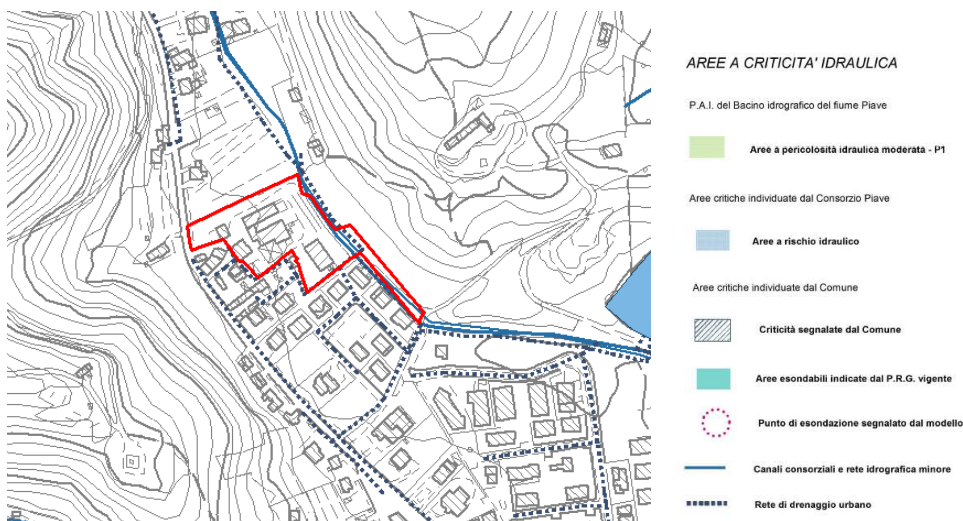 AREE A CRITICITA' IDRAULICA
P.A.I. del Bacino idrografico del fiume Piave
Aree a pericolosità idraulica moderata - P1
Aree critiche individuate dal Consorzio Piave
Aree a rischio idraulico
Aree critiche individuate dal Comune
Criticità segnalate dal Comune
Aree esondabili indicate dal P.R.G. vigente
Punto di esondazione segnalato dal modello
Canali consorziali e rete idrografica minore
Rete di drenaggio urbano